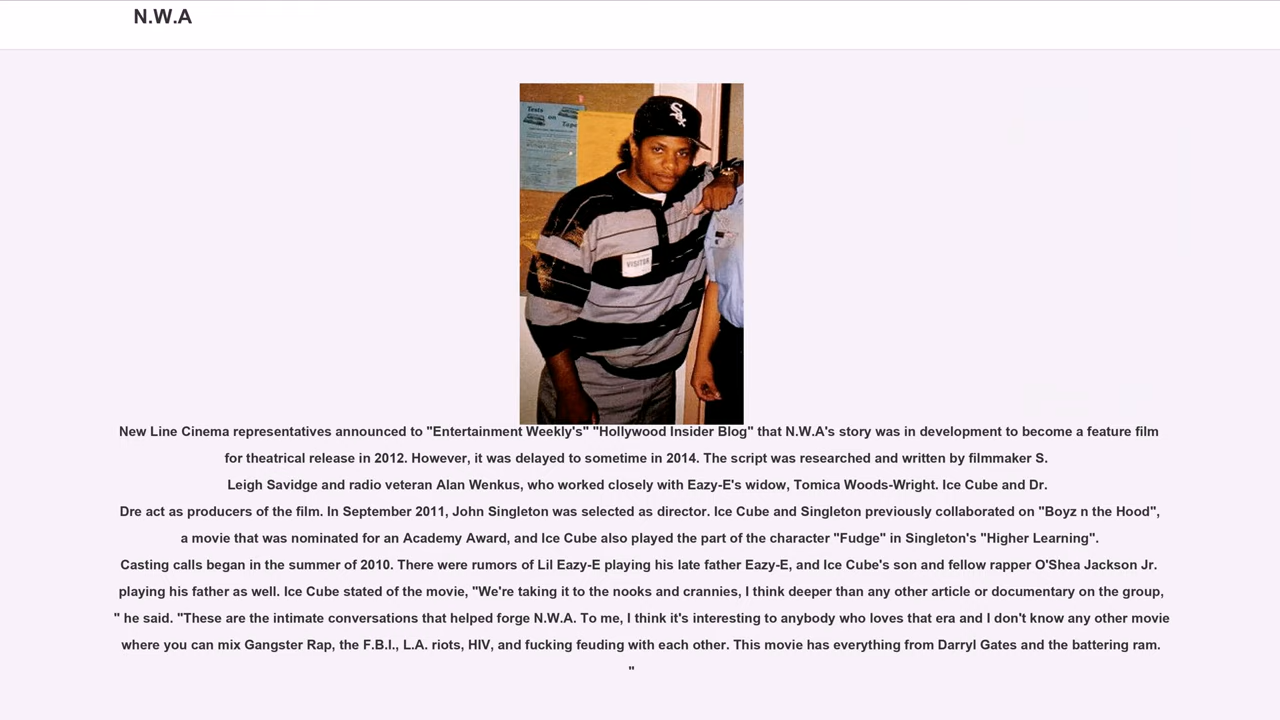 N.W.A
Tests
on
Tape
VISITOR
New Line Cinema representatives announced to "Entertainment Weekly's" "Hollywood Insider Blog" that N.W.A's story was in development to become a feature film
for theatrical release in 2012. However, it was delayed to sometime in 2014. The script was researched and written by filmmaker S.
Leigh Savidge and radio veteran Alan Wenkus, who worked closely with Eazy-E's widow, Tomica Woods-Wright. Ice Cube and Dr.
Dre act as producers of the film. In September 2011, John Singleton was selected as director. Ice Cube and Singleton previously collaborated on "Boyz n the Hood",
a movie that was nominated for an Academy Award, and Ice Cube also played the part of the character "Fudge" in Singleton's "Higher Learning".
Casting calls began in the summer of 2010. There were rumors of Lil Eazy-E playing his late father Eazy-E, and Ice Cube's son and fellow rapper O'Shea Jackson Jr.
playing his father as well. Ice Cube stated of the movie, "We're taking it to the nooks and crannies, I think deeper than any other article or documentary on the group,
" he said. "These are the intimate conversations that helped forge N.W.A. To me, I think it's interesting to anybody who loves that era and I don't know any other movie
where you can mix Gangster Rap, the F.B.I., L.A. riots, HIV, and fucking feuding with each other. This movie has everything from Darryl Gates and the battering ram.
"